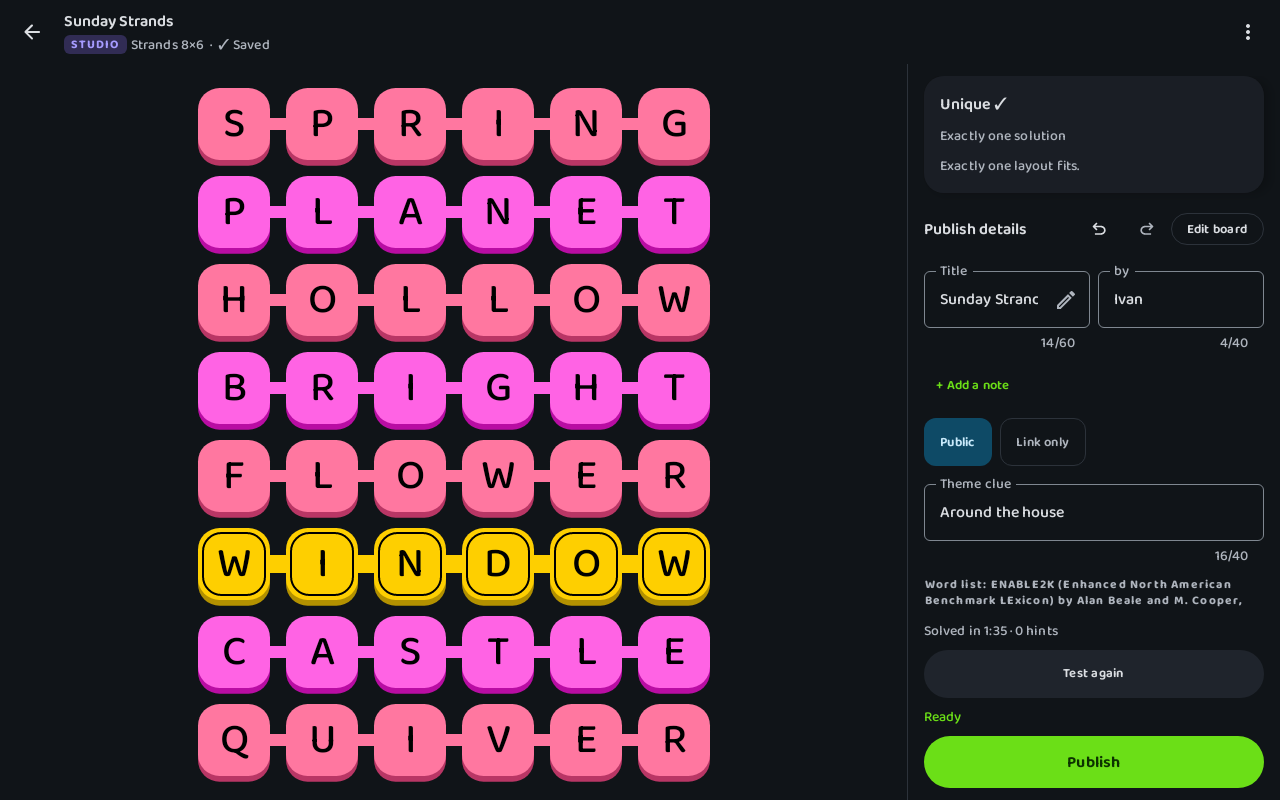 Sunday Strands
STUDIO Strands 8×6 · ✓ Saved
S P R I N G
P L A N E T
H O L L O W
B R I G H T
F L O W E R
W I N D O W
C A S T L E
Q U I V E R
Unique ✓
Exactly one solution
Exactly one layout fits.
Publish details
Edit board
Title
Sunday Stranc
14/60
by
Ivan
4/40
+ Add a note
Public
Link only
Theme clue
Around the house
16/40
Word list: ENABLE2K (Enhanced North American
Benchmark LExicon) by Alan Beale and M. Cooper,
Solved in 1:35 · 0 hints
Test again
Ready
Publish